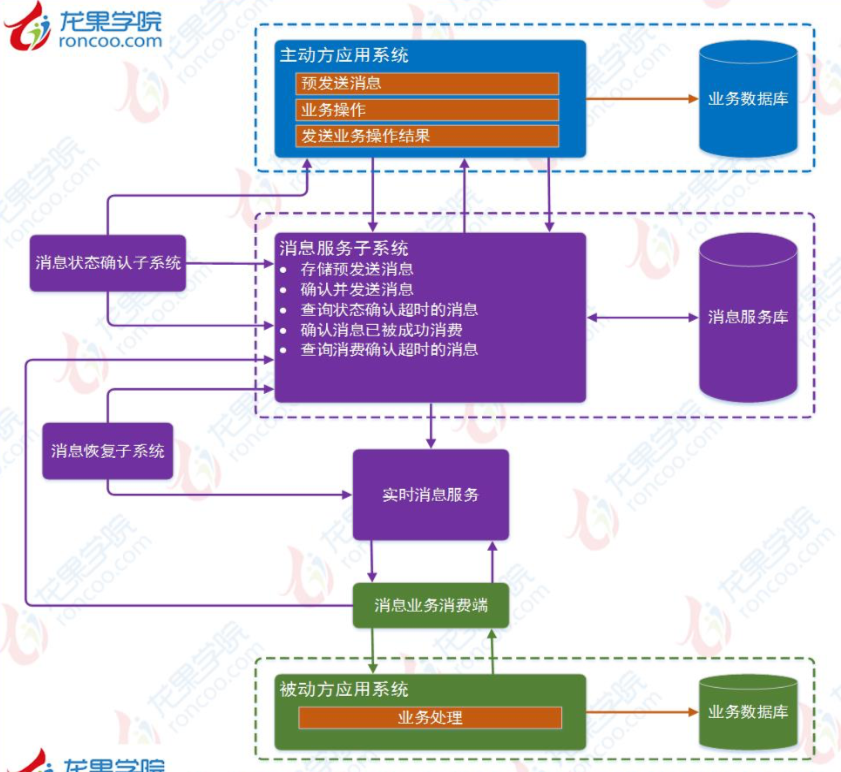 龙果学院
roncoo.com
主动方应用系统
预发送消息
业务操作
发送业务操作结果
业务数据库
消息状态确认子系统
消息服务子系统
• 存储预发送消息
• 确认并发送消息
• 查询状态确认超时的消息
• 确认消息已被成功消费
• 查询消费确认超时的消息
消息服务库
消息恢复子系统
实时消息服务
消息业务消费端
被动方应用系统
业务处理
业务数据库
龙果学院